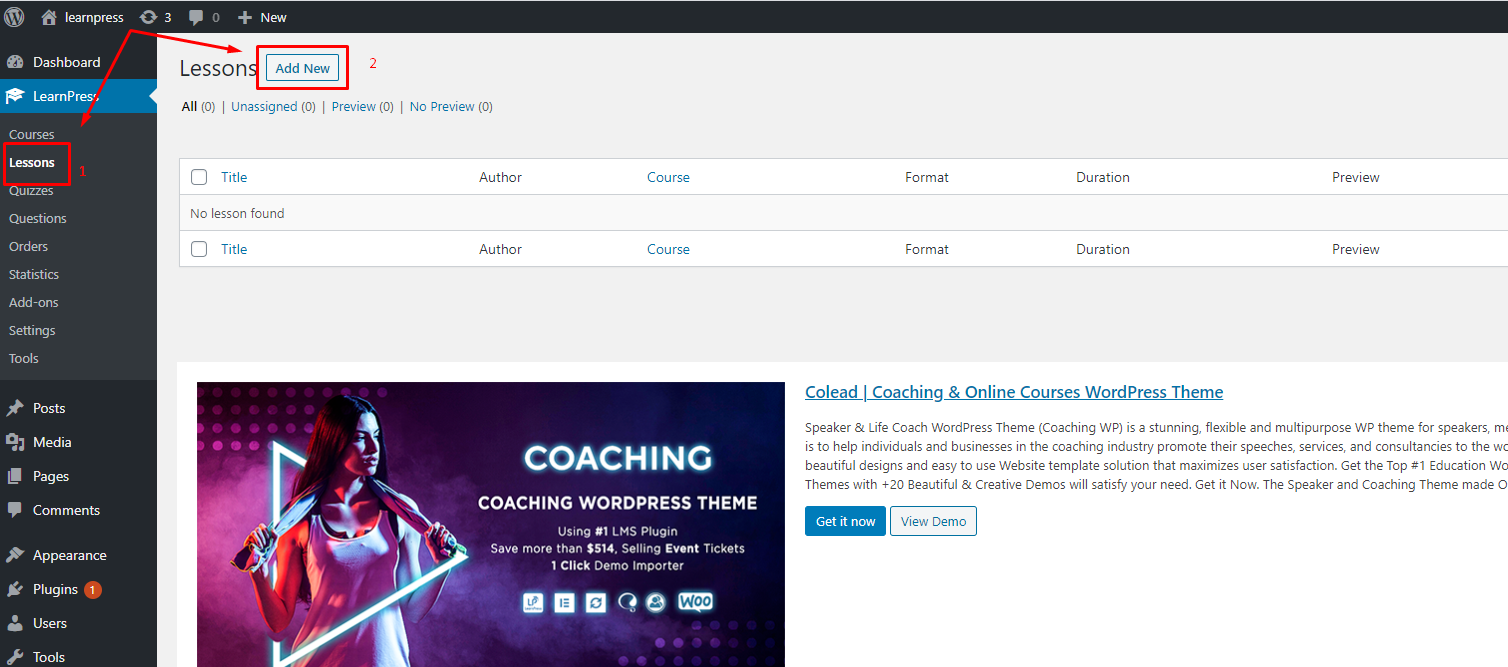 learnpress 3 0 New
Dashboard
LearnPress
Courses
Lessons 1
Quizzes
Questions
Orders
Statistics
Add-ons
Settings
Tools
Posts
Media
Pages
Comments
Appearance
Plugins 1
Users
Tools
Lessons Add New 2
All (0) | Unassigned (0) | Preview (0) | No Preview (0)
Title Author Course Format Duration Preview
No lesson found
Title Author Course Format Duration Preview
COACHING
COACHING WORDPRESS THEME
Using #1 LMS Plugin
Save more than $514, Selling Event Tickets
1 Click Demo Importer
WOO
Colead | Coaching & Online Courses WordPress Theme
Speaker & Life Coach WordPress Theme (Coaching WP) is a stunning, flexible and multipurpose WP theme for speakers, me
is to help individuals and businesses in the coaching industry promote their speeches, services, and consultancies to the wo
beautiful designs and easy to use Website template solution that maximizes user satisfaction. Get the Top #1 Education Wo
Themes with +20 Beautiful & Creative Demos will satisfy your need. Get it Now. The Speaker and Coaching Theme made O
Get it now View Demo